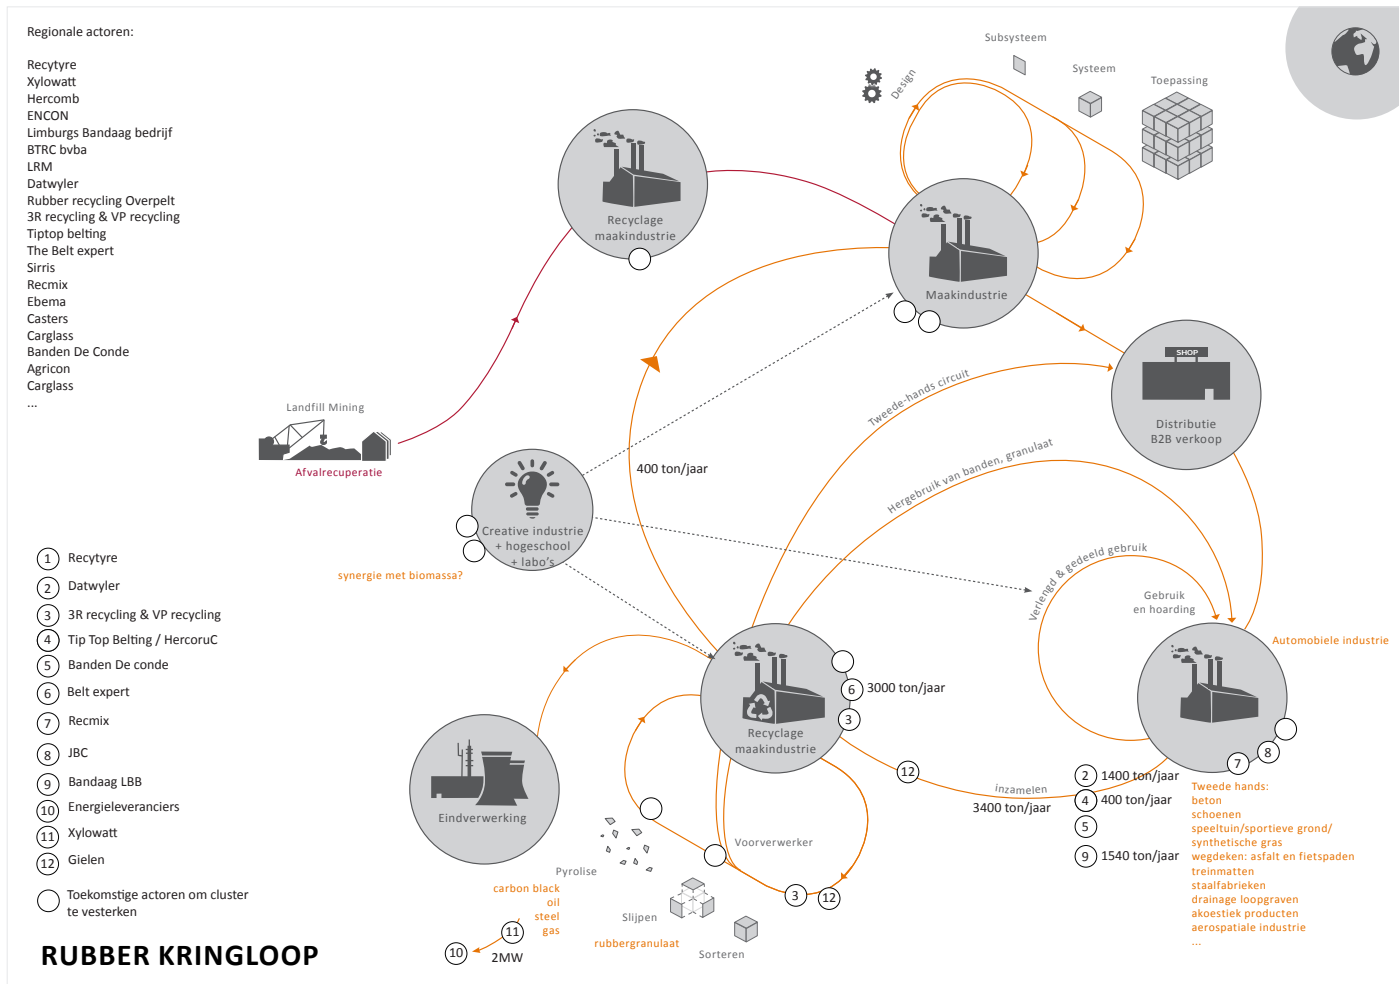 Regionale actoren:
Recytyre
Xylowatt
Hercomb
ENCON
Limburgs Bandaag bedrijf
BTRC bvba
LRM
Datwyler
Rubber recycling Overpelt
3R recycling & VP recycling
Tiptop belting
The Belt expert
Sirris
Recmix
Ebema
Casters
Carglass
Banden De Conde
Agricon
Carglass
...
Subsysteem
Systeem
Toepassing
Design
Recyclage
maakindustrie
Maakindustrie
SHOP
Distributie
B2B verkoop
Landfill Mining
Afvalrecuperatie
Tweede-hands circuit
400 ton/jaar
Hergebruik van banden, granulaat
Creative industrie
+ hogeschool
+ labo's
synergie met biomassa?
Verlengd & gedeeld gebruik
Gebruik
en hoarding
Automobiele industrie
1 Recytyre
2 Datwyler
3 3R recycling & VP recycling
4 Tip Top Belting / HercoruC
5 Banden De conde
6 Belt expert
7 Recmix
8 JBC
9 Bandaag LBB
10 Energieleveranciers
11 Xylowatt
12 Gielen
Toekomstige actoren om cluster
te vesterken
6 3000 ton/jaar
3
Recyclage
maakindustrie
12
inzamelen
3400 ton/jaar
7
8
2 1400 ton/jaar
4 400 ton/jaar
5
9 1540 ton/jaar
Tweede hands:
beton
schoenen
speeltuin/sportieve grond/
synthetische gras
wegdeken: asfalt en fietspaden
treinmatten
staalfabrieken
drainage loopgraven
akoestiek producten
aerospatiale industrie
...
Eindverwerking
Voorverwerker
Pyrolise
carbon black
oil
steel
gas
3
12
Slijpen
rubbergranulaat
Sorteren
11
10
2MW
RUBBER KRINGLOOP